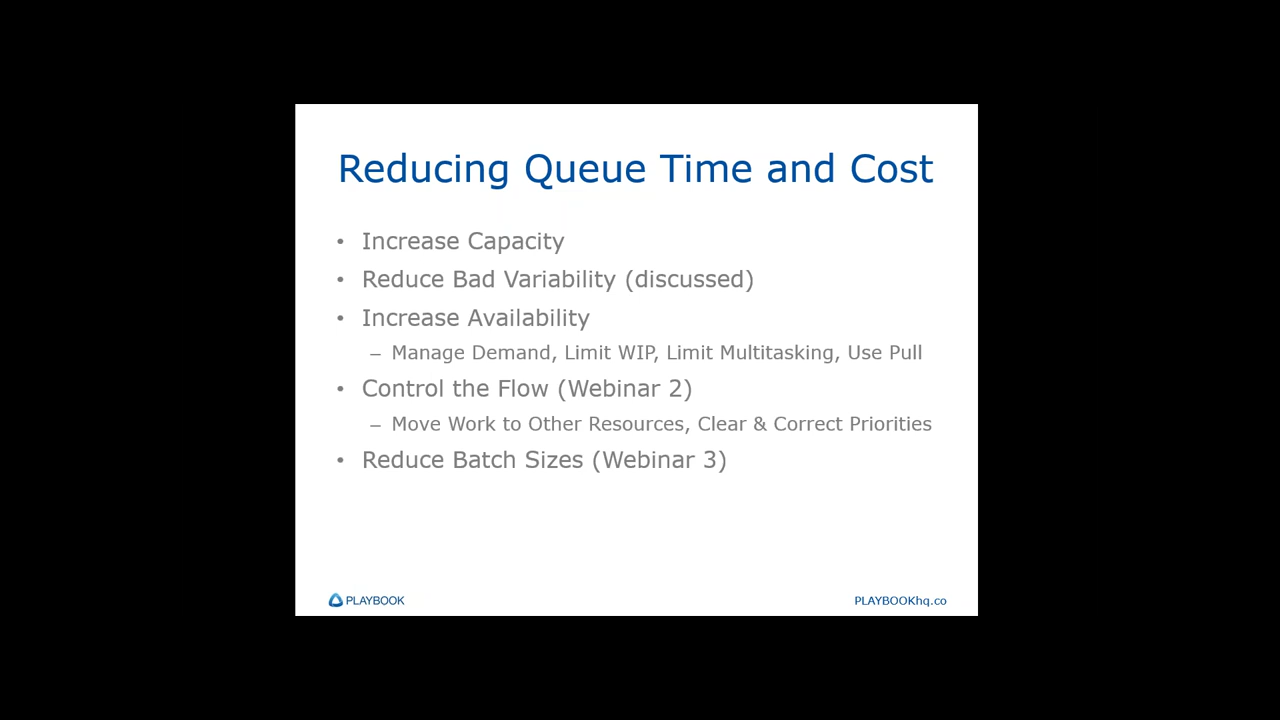 Reducing Queue Time and Cost
• Increase Capacity
• Reduce Bad Variability (discussed)
• Increase Availability
– Manage Demand, Limit WIP, Limit Multitasking, Use Pull
• Control the Flow (Webinar 2)
– Move Work to Other Resources, Clear & Correct Priorities
• Reduce Batch Sizes (Webinar 3)
PLAYBOOK
PLAYBOOKhq.co